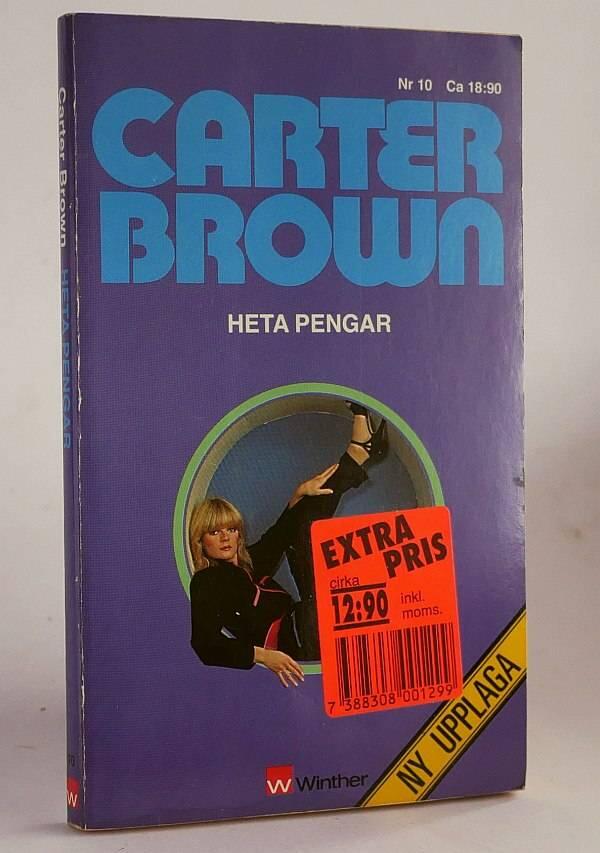 Nr 10 Ca 18:90
CARTER
BROWN
HETA PENGAR
EXTRA
PRIS
cirka
12:90
inkl.
moms.
7 388308 001299
NY UPPLAGA
W Winther
Carter Brown HETA PENGAR
10
W